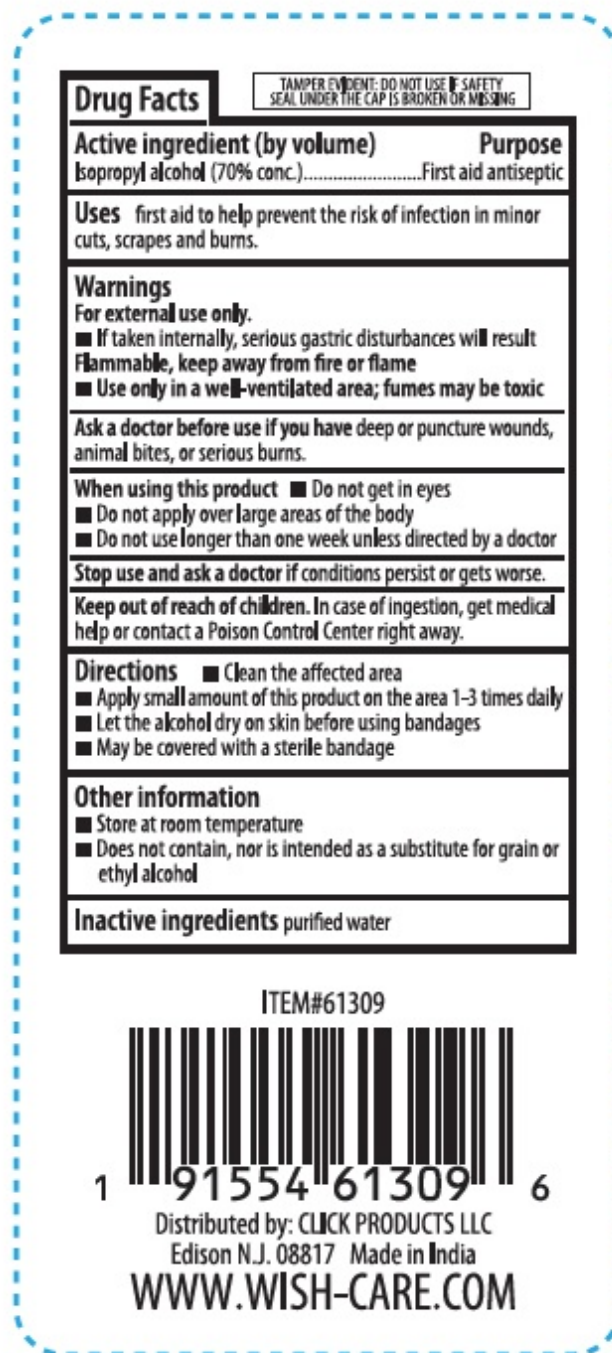 Drug Facts
TAMPER EVIDENT: DO NOT USE IF SAFETY
SEAL UNDER THE CAP IS BROKEN OR MISSING
Active ingredient (by volume) Purpose
Isopropyl alcohol (70% conc.)........................First aid antiseptic
Uses first aid to help prevent the risk of infection in minor
cuts, scrapes and burns.
Warnings
For external use only.
■ If taken internally, serious gastric disturbances will result
Flammable, keep away from fire or flame
■ Use only in a well-ventilated area; fumes may be toxic
Ask a doctor before use if you have deep or puncture wounds,
animal bites, or serious burns.
When using this product ■ Do not get in eyes
■ Do not apply over large areas of the body
■ Do not use longer than one week unless directed by a doctor
Stop use and ask a doctor if conditions persist or gets worse.
Keep out of reach of children. In case of ingestion, get medical
help or contact a Poison Control Center right away.
Directions ■ Clean the affected area
■ Apply small amount of this product on the area 1-3 times daily
■ Let the alcohol dry on skin before using bandages
■ May be covered with a sterile bandage
Other information
■ Store at room temperature
■ Does not contain, nor is intended as a substitute for grain or
ethyl alcohol
Inactive ingredients purified water
ITEM#61309
1 91554 61309 6
Distributed by: CLICK PRODUCTS LLC
Edison N.J. 08817 Made in India
WWW.WISH-CARE.COM